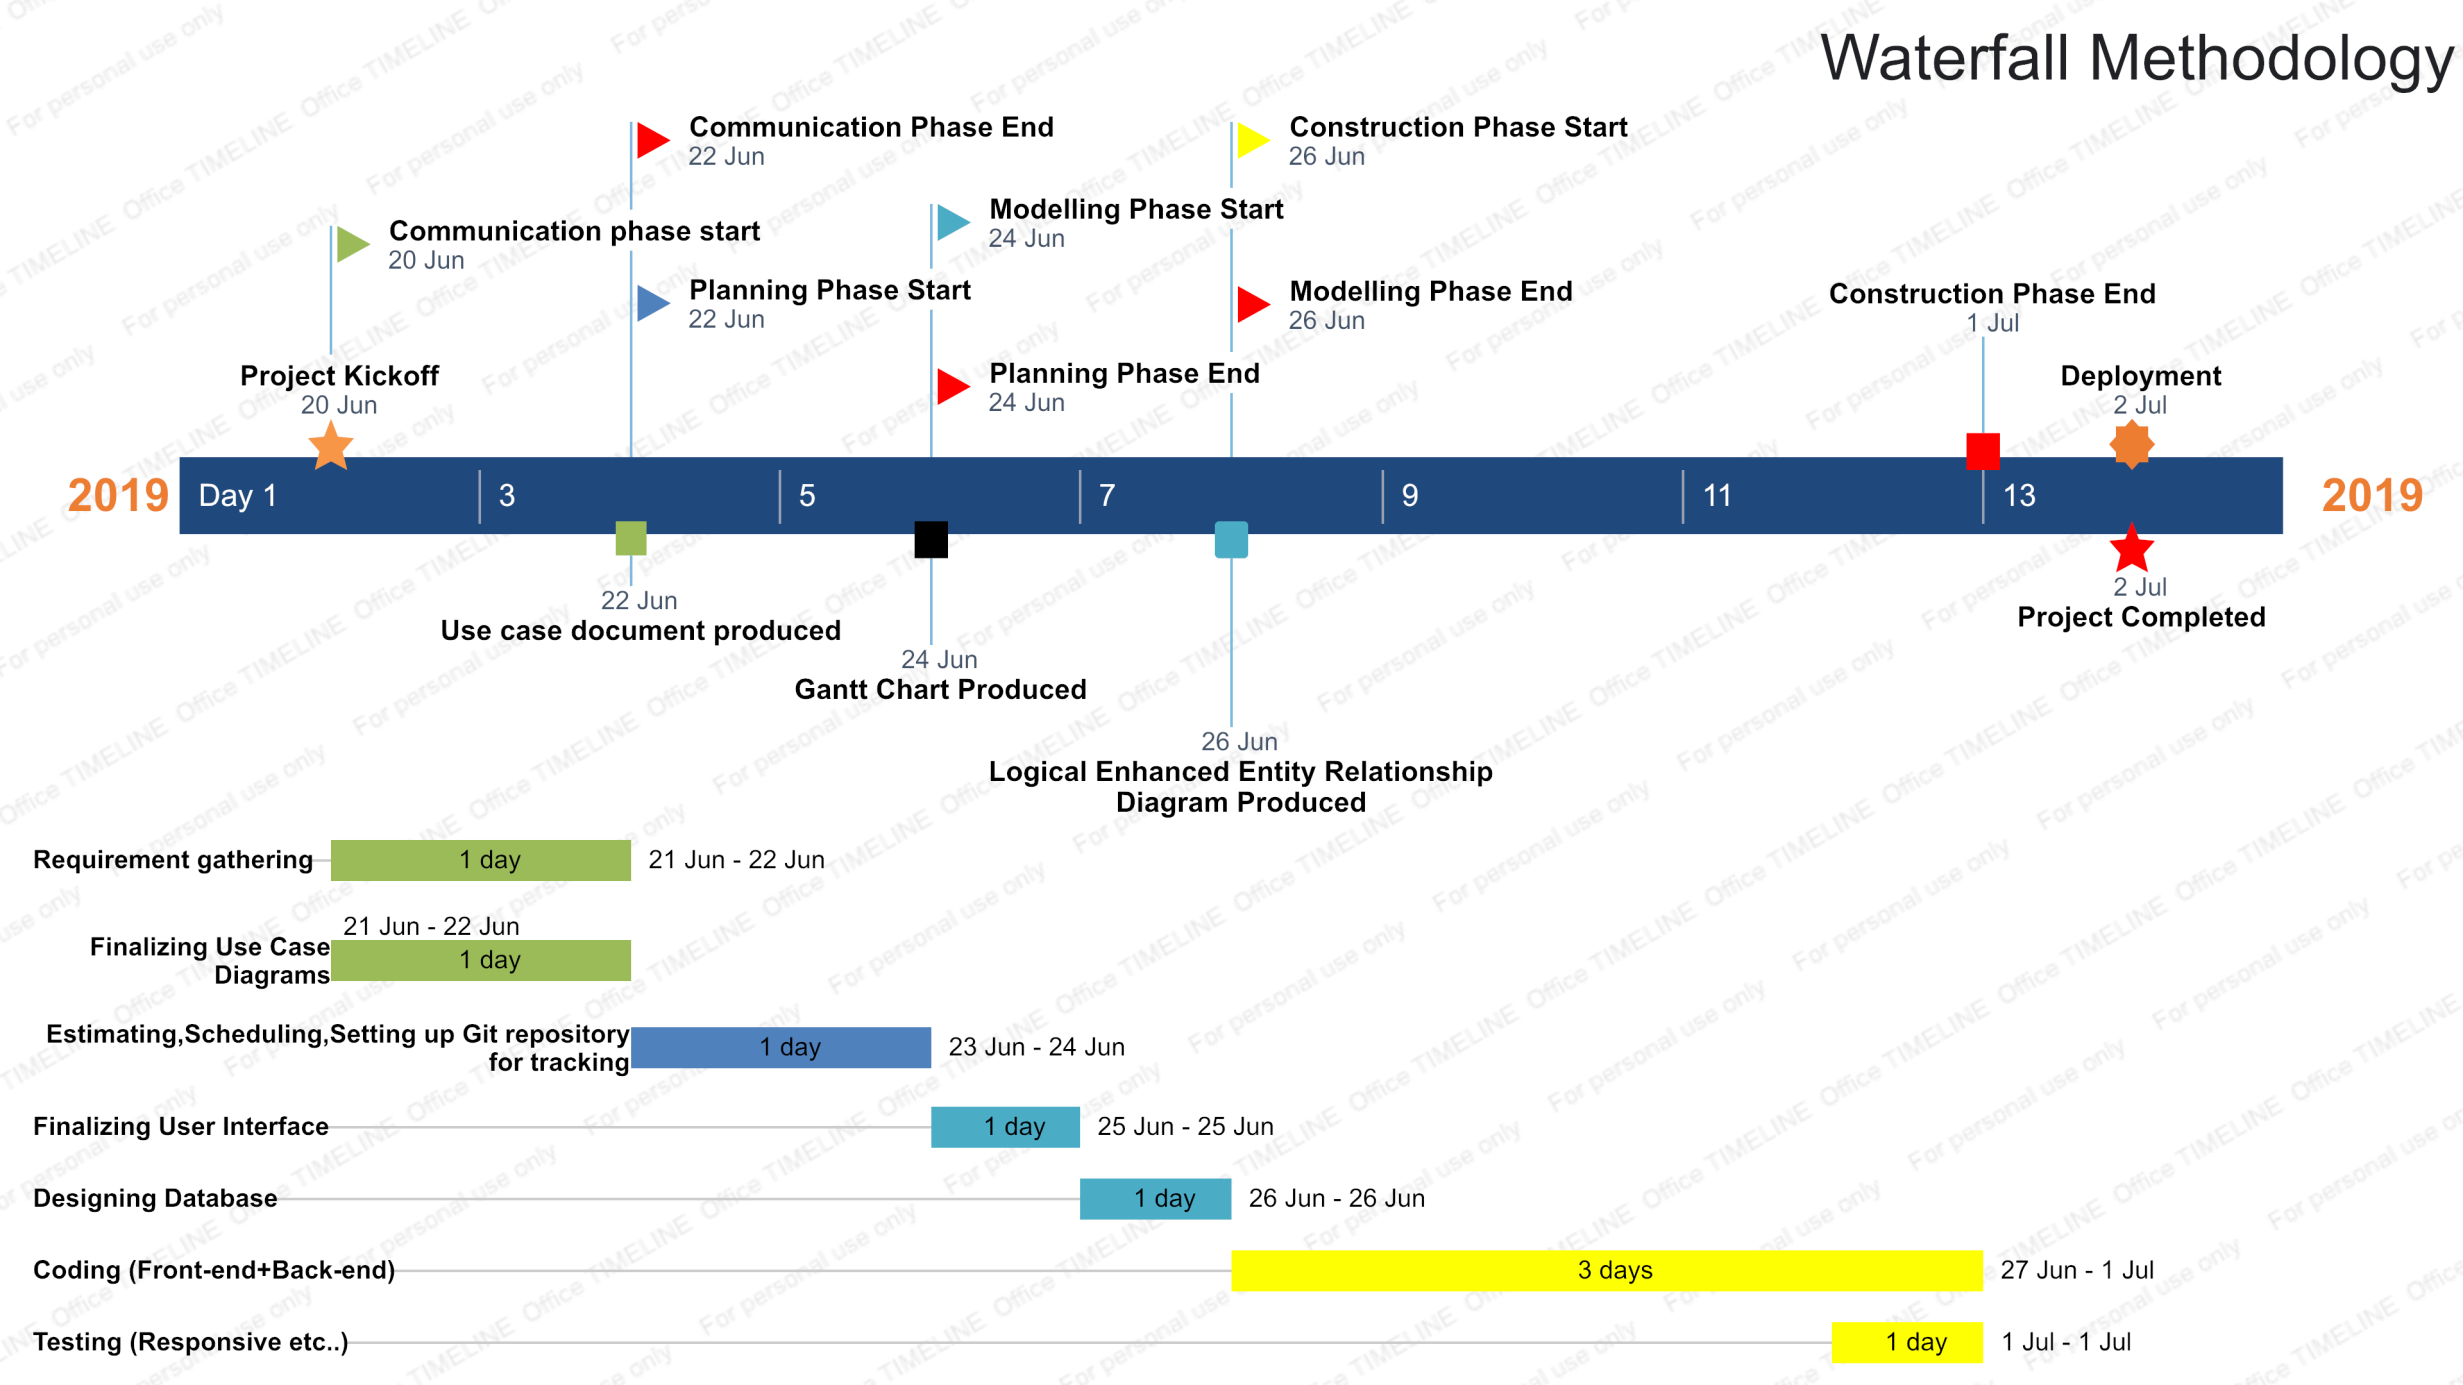 Waterfall Methodology
Communication Phase End
22 Jun
Construction Phase Start
26 Jun
Modelling Phase Start
24 Jun
Communication phase start
20 Jun
Planning Phase Start
22 Jun
Modelling Phase End
26 Jun
Construction Phase End
1 Jul
Planning Phase End
24 Jun
Project Kickoff
20 Jun
Deployment
2 Jul
2019
Day 1
3
5
7
9
11
13
2019
22 Jun
Use case document produced
2 Jul
Project Completed
24 Jun
Gantt Chart Produced
26 Jun
Logical Enhanced Entity Relationship
Diagram Produced
Requirement gathering
1 day
21 Jun - 22 Jun
21 Jun - 22 Jun
Finalizing Use Case
Diagrams
1 day
Estimating,Scheduling,Setting up Git repository
for tracking
1 day
23 Jun - 24 Jun
Finalizing User Interface
1 day
25 Jun - 25 Jun
Designing Database
1 day
26 Jun - 26 Jun
Coding (Front-end+Back-end)
3 days
27 Jun - 1 Jul
Testing (Responsive etc..)
1 day
1 Jul - 1 Jul
Office TIMELINE
For personal use only